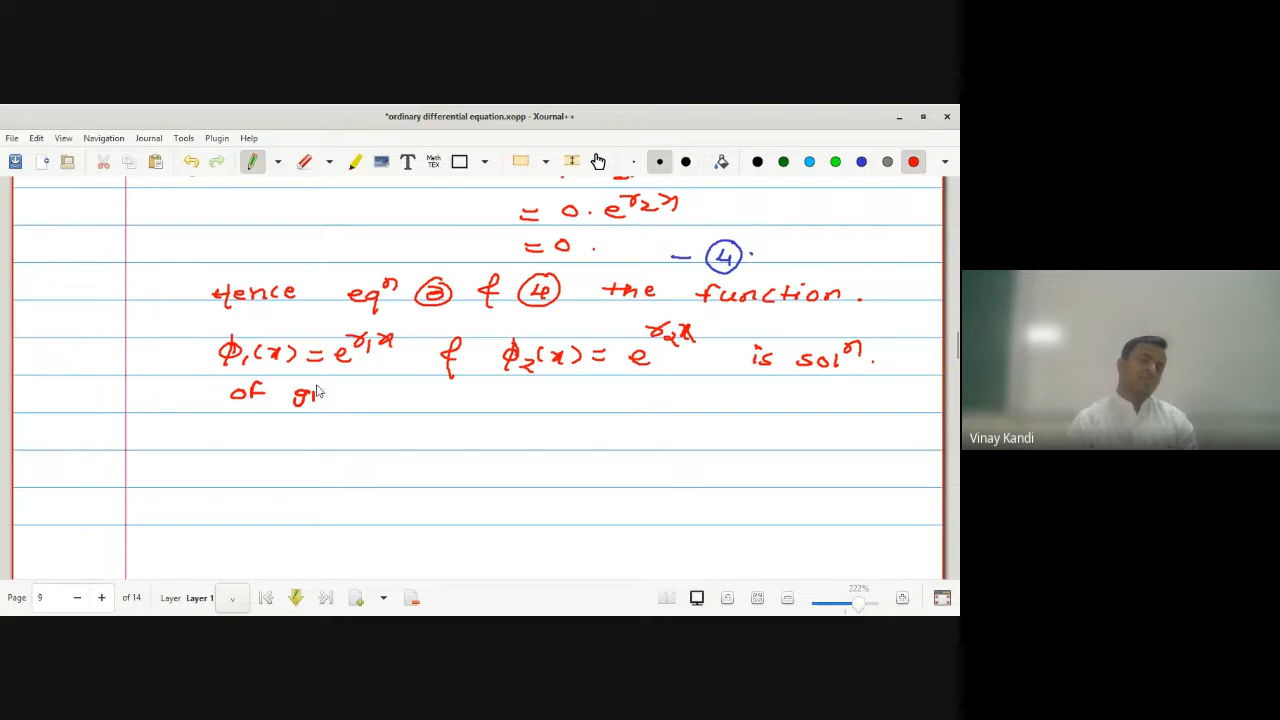 *ordinary differential equation.xopp - Xournal++
File Edit View Navigation Journal Tools Plugin Help
= 0 · e^{r₂x}
= 0 .
— ④·
Hence eqⁿ ③ & ④ the function.
ϕ₁(x) = e^{r₁x} & ϕ₂(x) = e^{r₂x} is solⁿ.
of gi
Vinay Kandi
Page 9 of 14 Layer Layer 1 222%